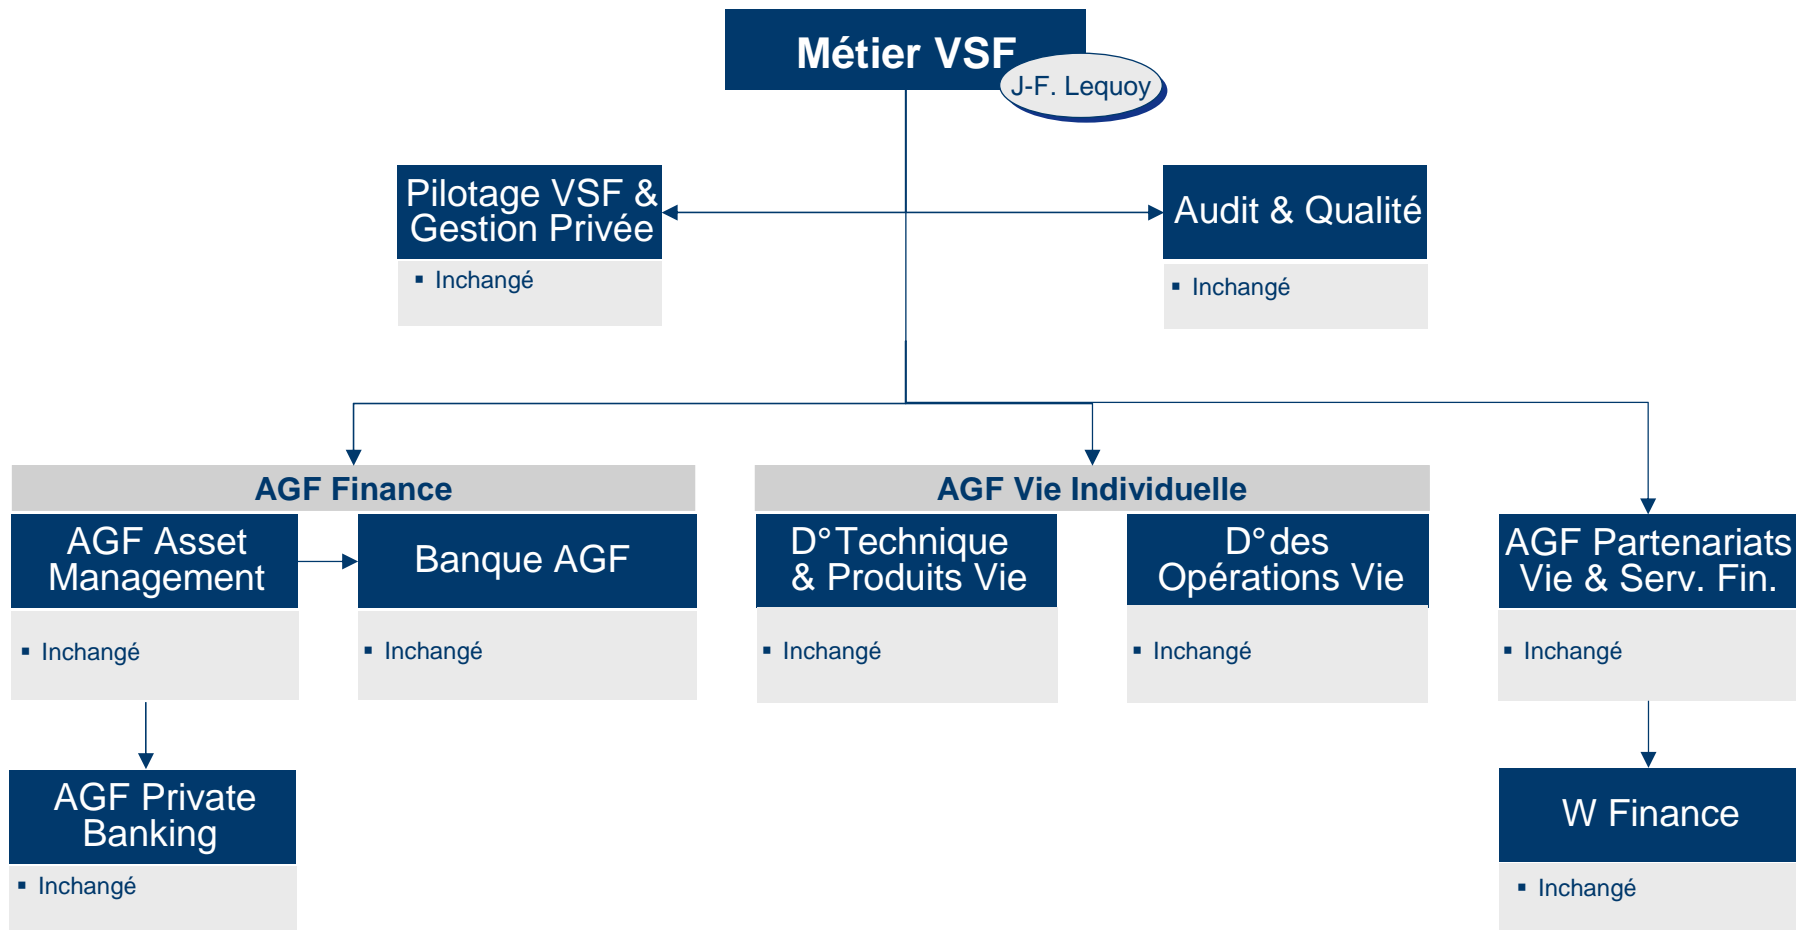 Métier VSF
J-F. Lequoy
Pilotage VSF &
Gestion Privée
▪ Inchangé
Audit & Qualité
▪ Inchangé
AGF Finance
AGF Asset
Management
▪ Inchangé
Banque AGF
▪ Inchangé
AGF Private
Banking
▪ Inchangé
AGF Vie Individuelle
D° Technique
& Produits Vie
▪ Inchangé
D° des
Opérations Vie
▪ Inchangé
AGF Partenariats
Vie & Serv. Fin.
▪ Inchangé
W Finance
▪ Inchangé